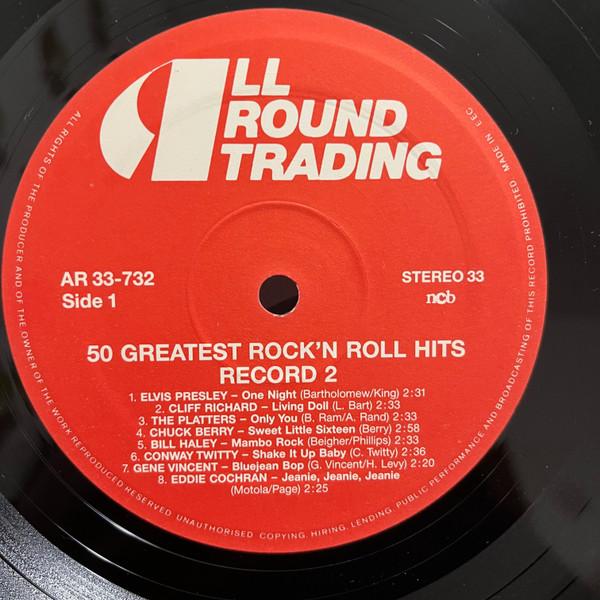 ALL
ROUND
TRADING
AR 33-732
Side 1
STEREO 33
ncb
50 GREATEST ROCK'N ROLL HITS
RECORD 2
1. ELVIS PRESLEY – One Night (Bartholomew/King) 2:31
2. CLIFF RICHARD – Living Doll (L. Bart) 2:33
3. THE PLATTERS – Only You (B. Ram/A. Rand) 2:33
4. CHUCK BERRY – Sweet Little Sixteen (Berry) 2:58
5. BILL HALEY – Mambo Rock (Beigher/Phillips) 2:33
6. CONWAY TWITTY – Shake It Up Baby (C. Twitty) 2:36
7. GENE VINCENT – Bluejean Bop (G. Vincent/H. Levy) 2:20
8. EDDIE COCHRAN – Jeanie, Jeanie, Jeanie
(Motola/Page) 2:25
ALL RIGHTS OF THE PRODUCER AND OF THE OWNER OF THE WORK REPRODUCED RESERVED UNAUTHORISED COPYING, HIRING, LENDING, PUBLIC PERFORMANCE AND BROADCASTING OF THIS RECORD PROHIBITED MADE IN EEC